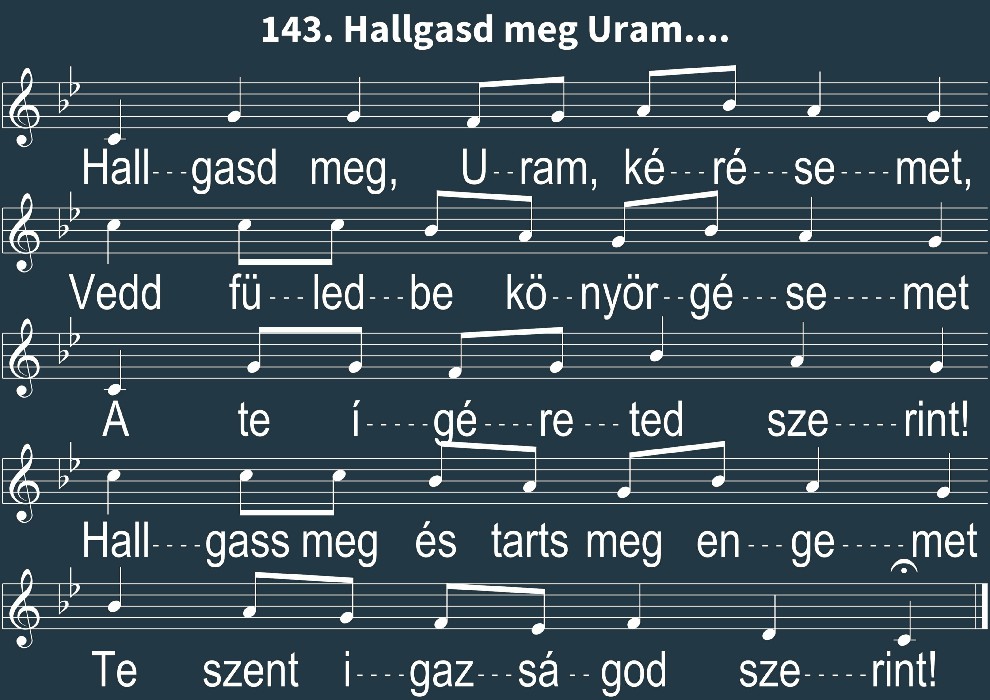 143. Hallgasd meg Uram....
Hall---gasd meg, U--ram, ké---ré---se----met,
Vedd fü---led---be kö--nyör--gé---se-----met
A te í-----gé----re---ted sze-----rint!
Hall----gass meg és tarts meg en---ge-----met
Te szent i----gaz---sá--god sze-----rint!